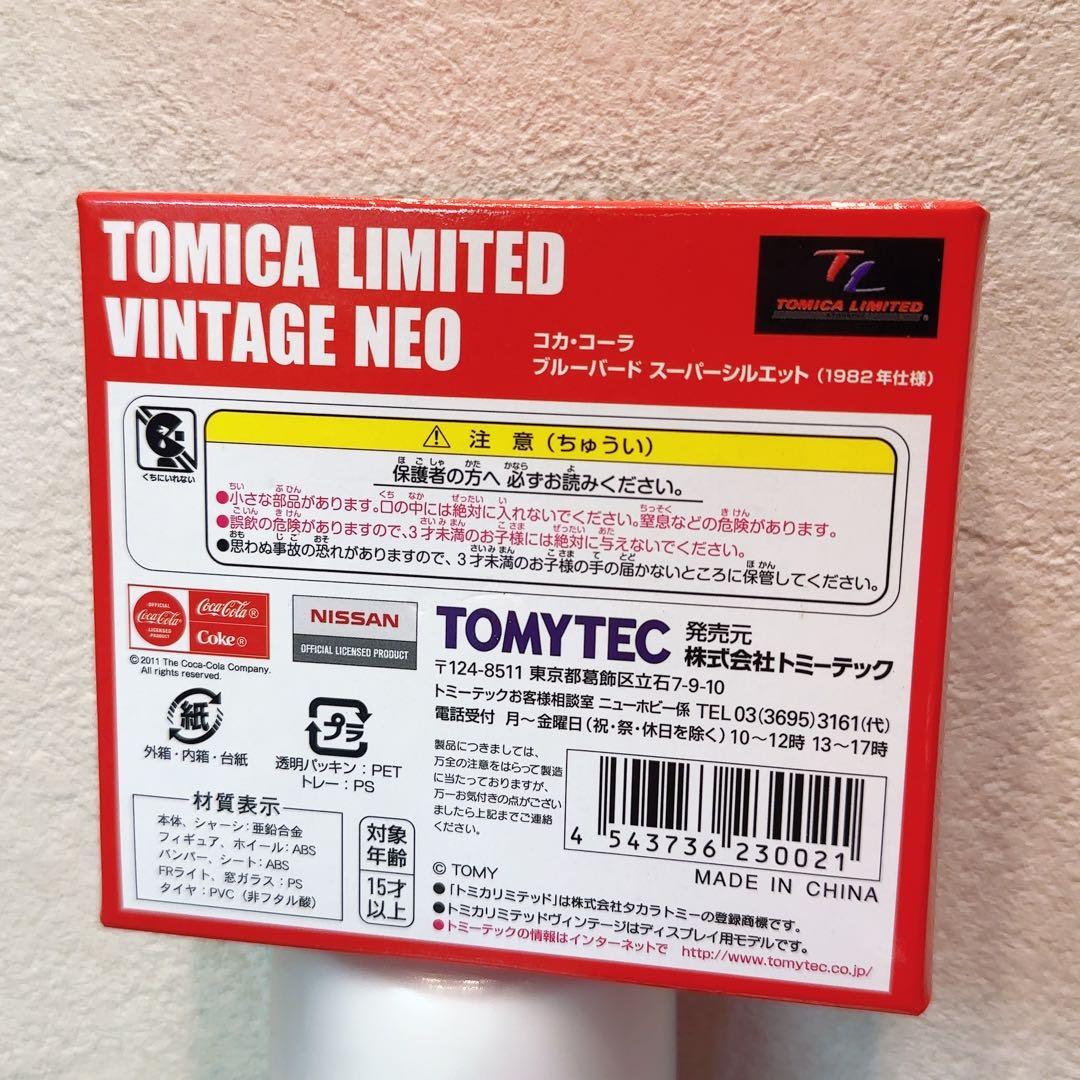 TOMICA LIMITED
VINTAGE NEO
TL
TOMICA LIMITED
コカ・コーラ
ブルーバード スーパーシルエット（1982年仕様）
くちにいれない
⚠ 注 意（ちゅうい）
保護者の方へ 必ずお読みください。
●小さな部品があります。口の中には絶対に入れないでください。窒息などの危険があります。
●誤飲の危険がありますので、3才未満のお子様には絶対に与えないでください。
●思わぬ事故の恐れがありますので、3才未満のお子様の手の届かないところに保管してください。
OFFICIAL
Coca-Cola
LICENSED
PRODUCT
Coca-Cola®
Coke®
©2011 The Coca-Cola Company.
All rights reserved.
NISSAN
OFFICIAL LICENSED PRODUCT
TOMYTEC 発売元
株式会社トミーテック
〒124-8511 東京都葛飾区立石7-9-10
トミーテックお客様相談室 ニューホビー係 TEL 03(3695)3161(代)
電話受付 月～金曜日(祝・祭・休日を除く)10～12時 13～17時
紙
外箱・内箱・台紙
プラ
透明パッキン：PET
トレー：PS
材質表示
本体、シャーシ：亜鉛合金
フィギュア、ホイール：ABS
バンパー、シート：ABS
FRライト、窓ガラス：PS
タイヤ：PVC（非フタル酸）
対象
年齢
15才
以上
製品につきましては、
万全の注意をはらって製造
に当たっておりますが、
万一お気付きの点がござい
ましたら上記までご連絡
ください。
4 543736 230021
MADE IN CHINA
© TOMY
●「トミカリミテッド」は株式会社タカラトミーの登録商標です。
●トミカリミテッドヴィンテージはディスプレイ用モデルです。
●トミーテックの情報はインターネットで http://www.tomytec.co.jp/